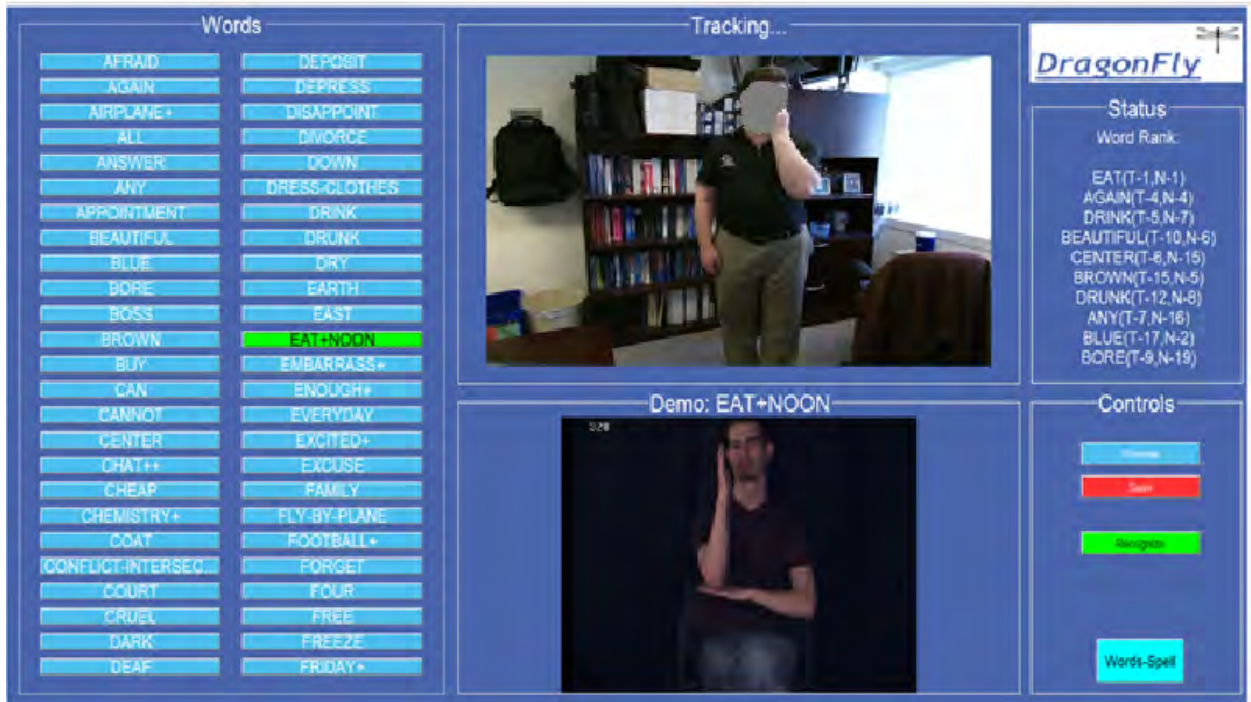 Words
AFRAID
AGAIN
AIRPLANE+
ALL
ANSWER
ANY
APPOINTMENT
BEAUTIFUL
BLUE
BORE
BOSS
BROWN
BUY
CAN
CANNOT
CENTER
CHAT++
CHEAP
CHEMISTRY+
COAT
CONFLICT-INTERSEC...
COURT
CRUEL
DARK
DEAF
DEPOSIT
DEPRESS
DISAPPOINT
DIVORCE
DOWN
DRESS-CLOTHES
DRINK
DRUNK
DRY
EARTH
EAST
EAT+NOON
EMBARRASS+
ENOUGH+
EVERYDAY
EXCITED+
EXCUSE
FAMILY
FLY-BY-PLANE
FOOTBALL+
FORGET
FOUR
FREE
FREEZE
FRIDAY+
Tracking...
Demo: EAT+NOON
DragonFly
Status
Word Rank:
EAT(T-1,N-1)
AGAIN(T-4,N-4)
DRINK(T-5,N-7)
BEAUTIFUL(T-10,N-6)
CENTER(T-6,N-15)
BROWN(T-15,N-5)
DRUNK(T-12,N-8)
ANY(T-7,N-16)
BLUE(T-17,N-2)
BORE(T-9,N-19)
Controls
Recognize
Words-Spell